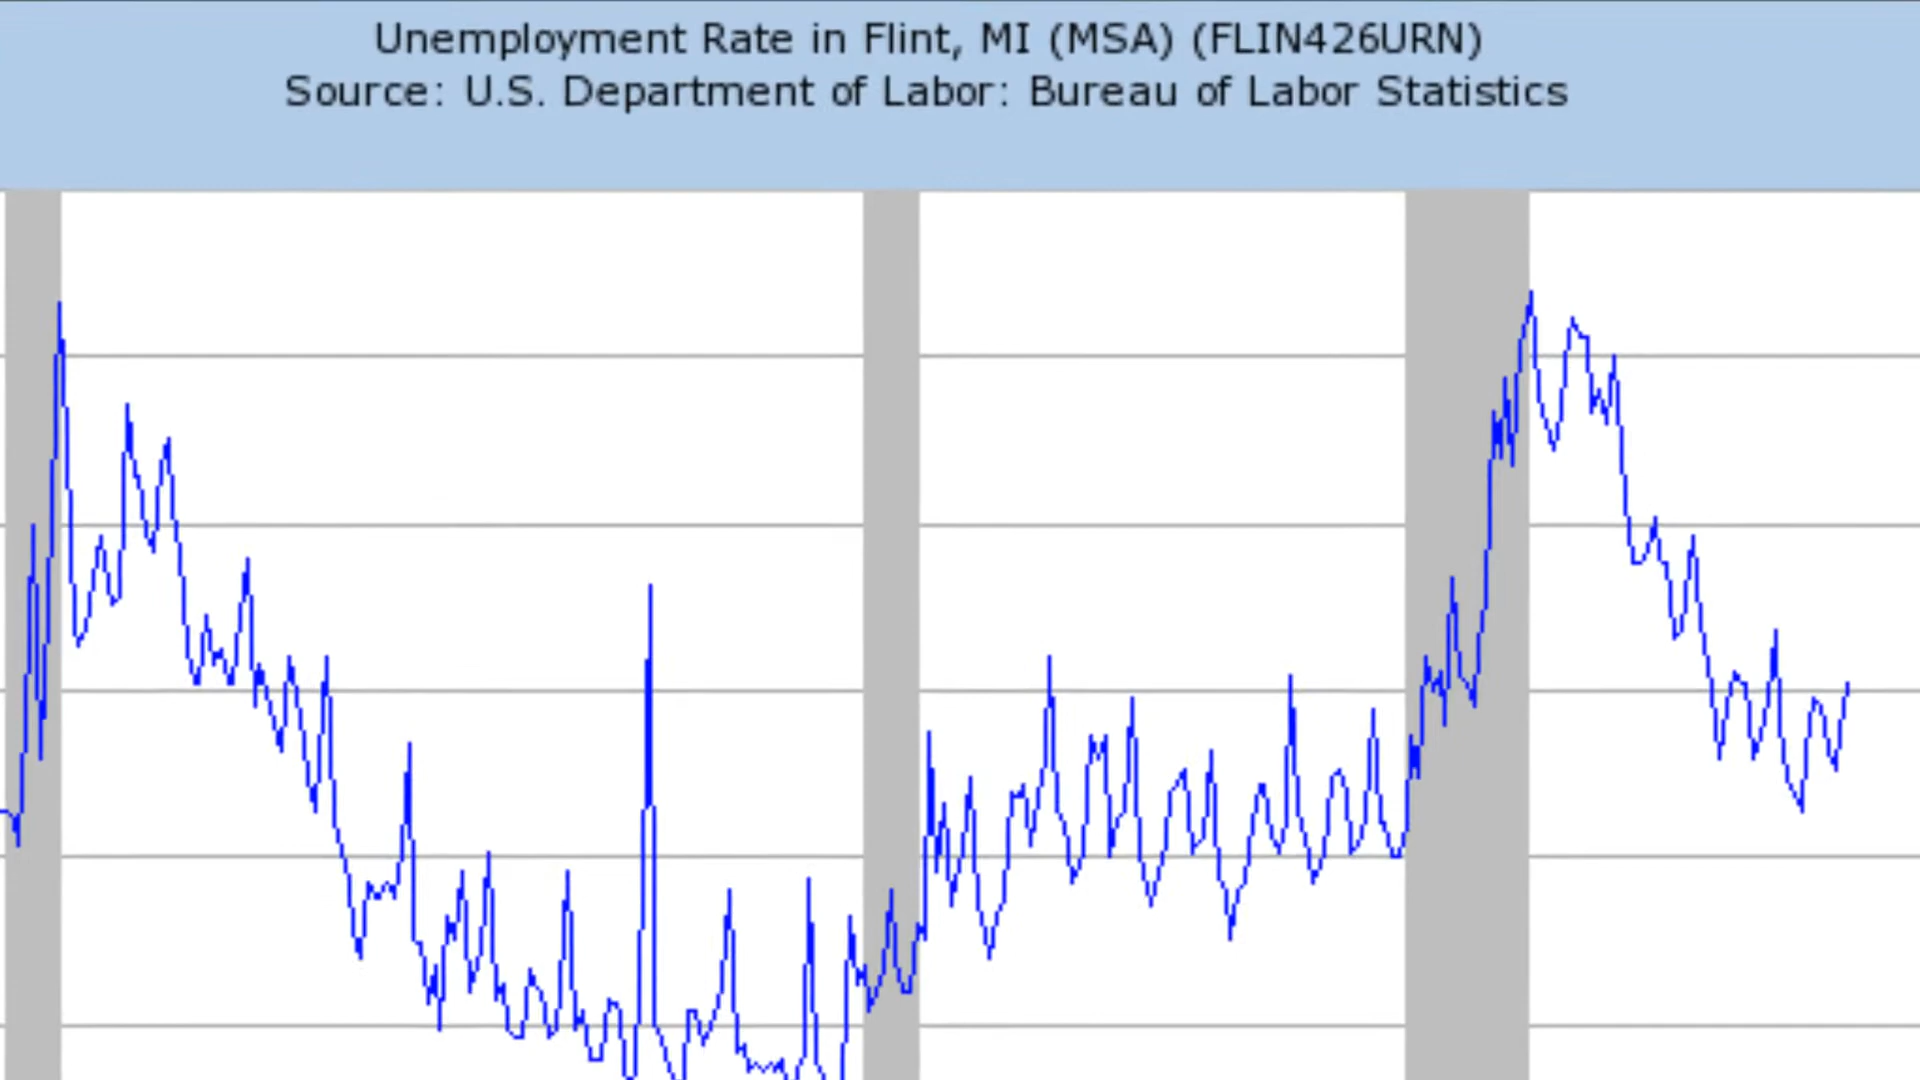 Unemployment Rate in Flint, MI (MSA) (FLIN426URN)
Source: U.S. Department of Labor: Bureau of Labor Statistics